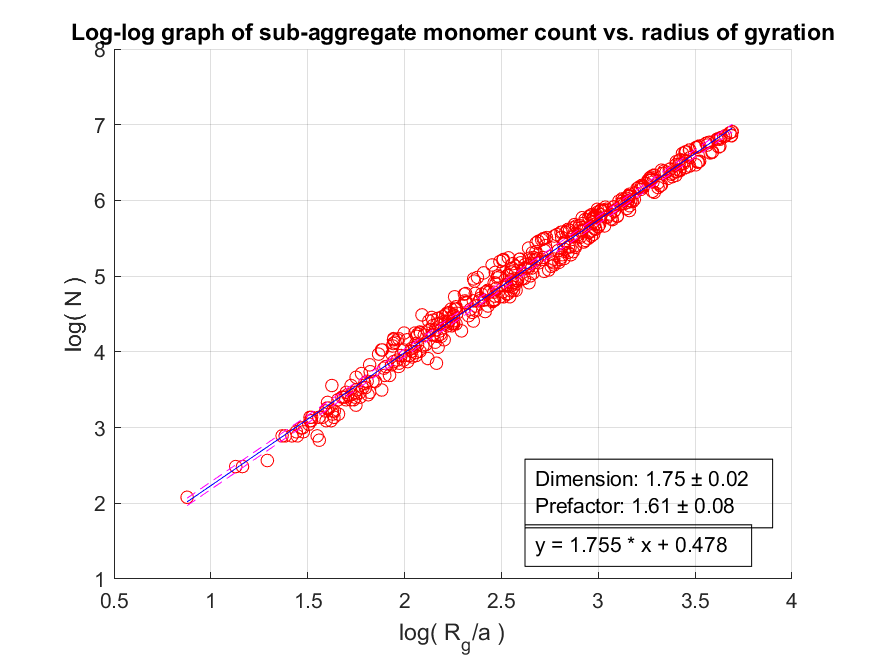 Log-log graph of sub-aggregate monomer count vs. radius of gyration
8
7
6
5
4
3
2
1
log( N )
Dimension: 1.75 ± 0.02
Prefactor: 1.61 ± 0.08
y = 1.755 * x + 0.478
0.5 1 1.5 2 2.5 3 3.5 4
log( R_g/a )